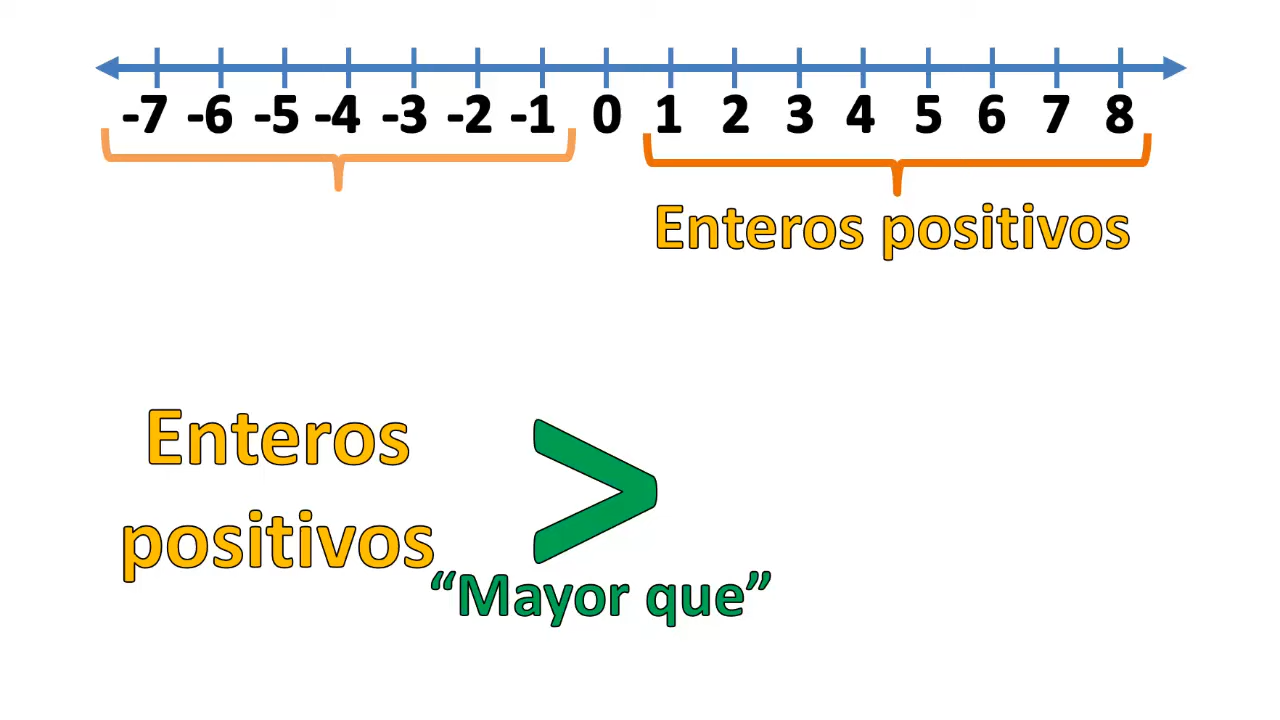 -7 -6 -5 -4 -3 -2 -1 0 1 2 3 4 5 6 7 8
Enteros positivos
Enteros
positivos
>
“Mayor que”